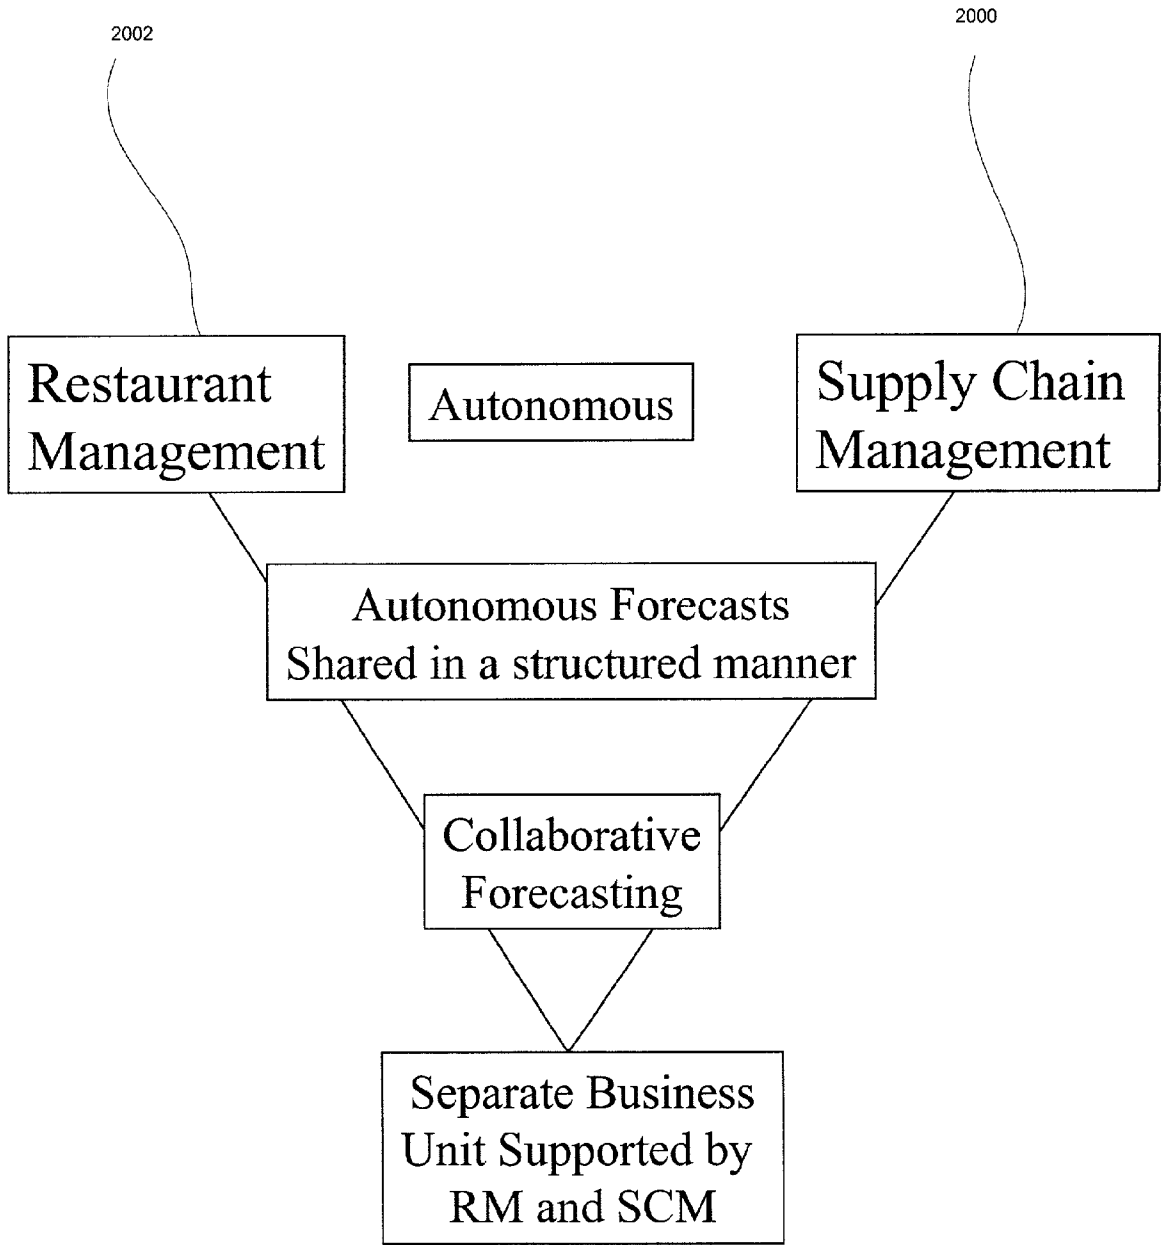 2002
2000
Restaurant
Management
Autonomous
Supply Chain
Management
Autonomous Forecasts
Shared in a structured manner
Collaborative
Forecasting
Separate Business
Unit Supported by
RM and SCM